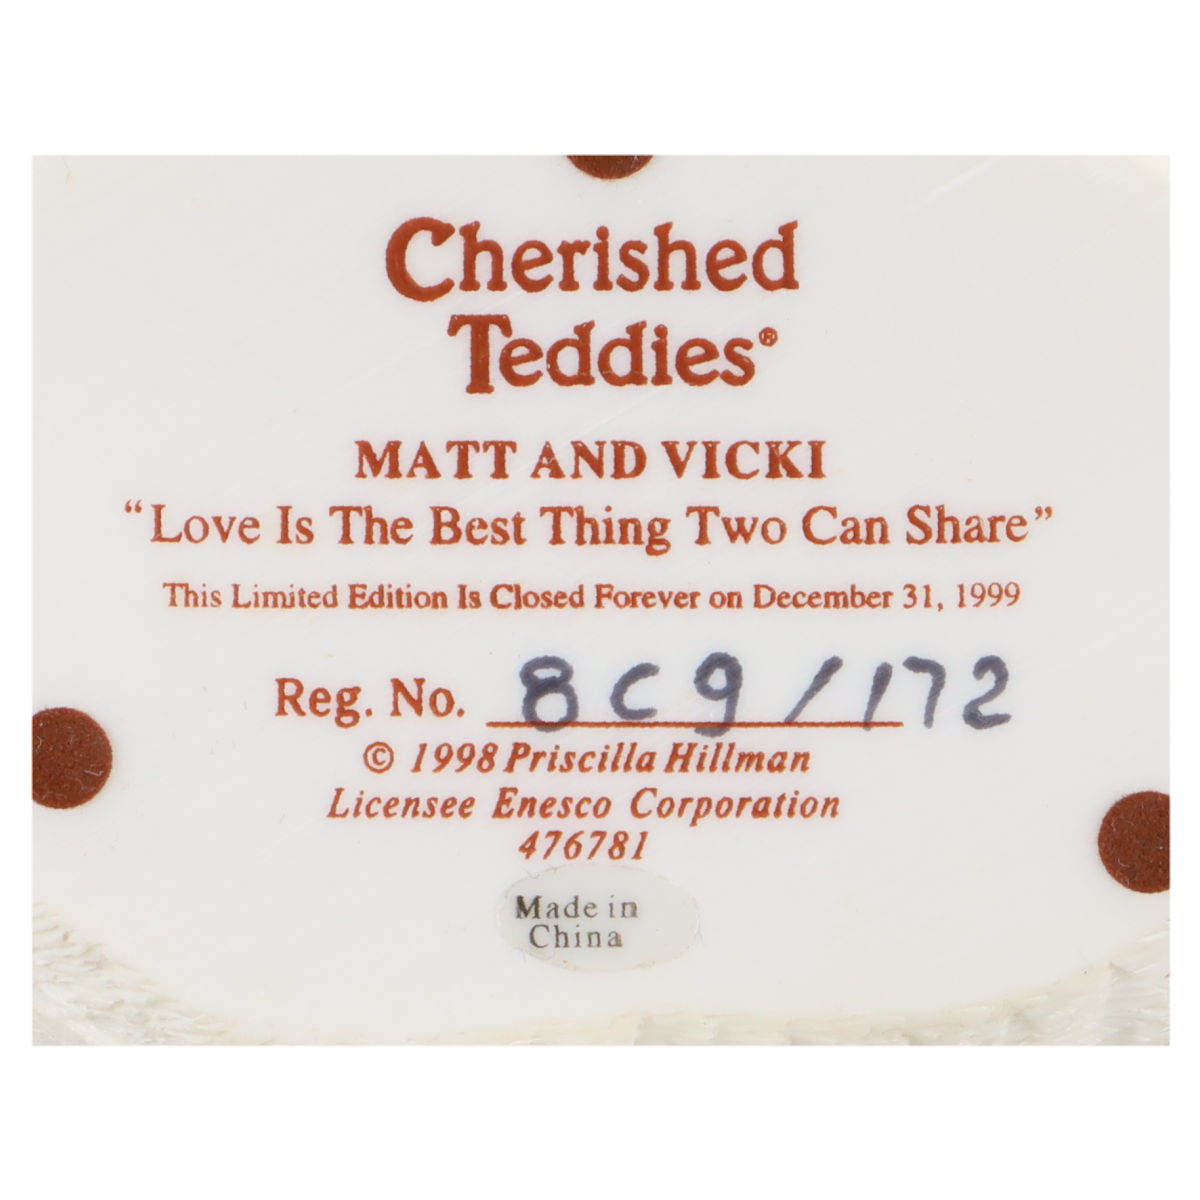 Cherished
Teddies®
MATT AND VICKI
“Love Is The Best Thing Two Can Share”
This Limited Edition Is Closed Forever on December 31, 1999
Reg. No. 8C9/172
© 1998 Priscilla Hillman
Licensee Enesco Corporation
476781
Made in
China